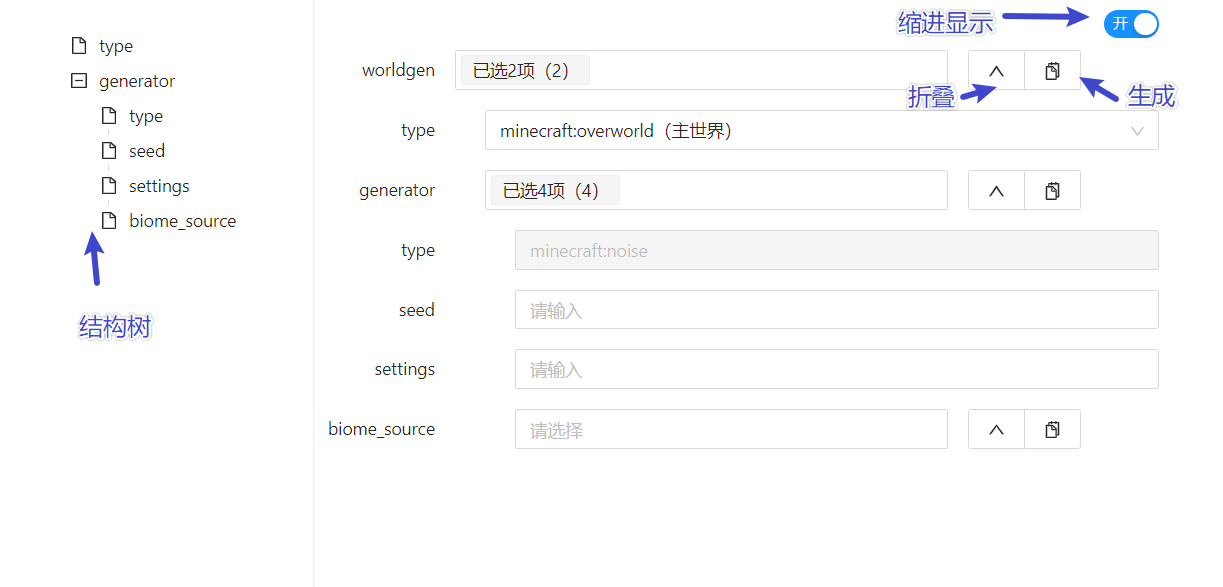 type
generator
type
seed
settings
biome_source
结构树
缩进显示
开
worldgen
已选2项（2）
折叠
生成
type
minecraft:overworld（主世界）
generator
已选4项（4）
type
minecraft:noise
seed
请输入
settings
请输入
biome_source
请选择